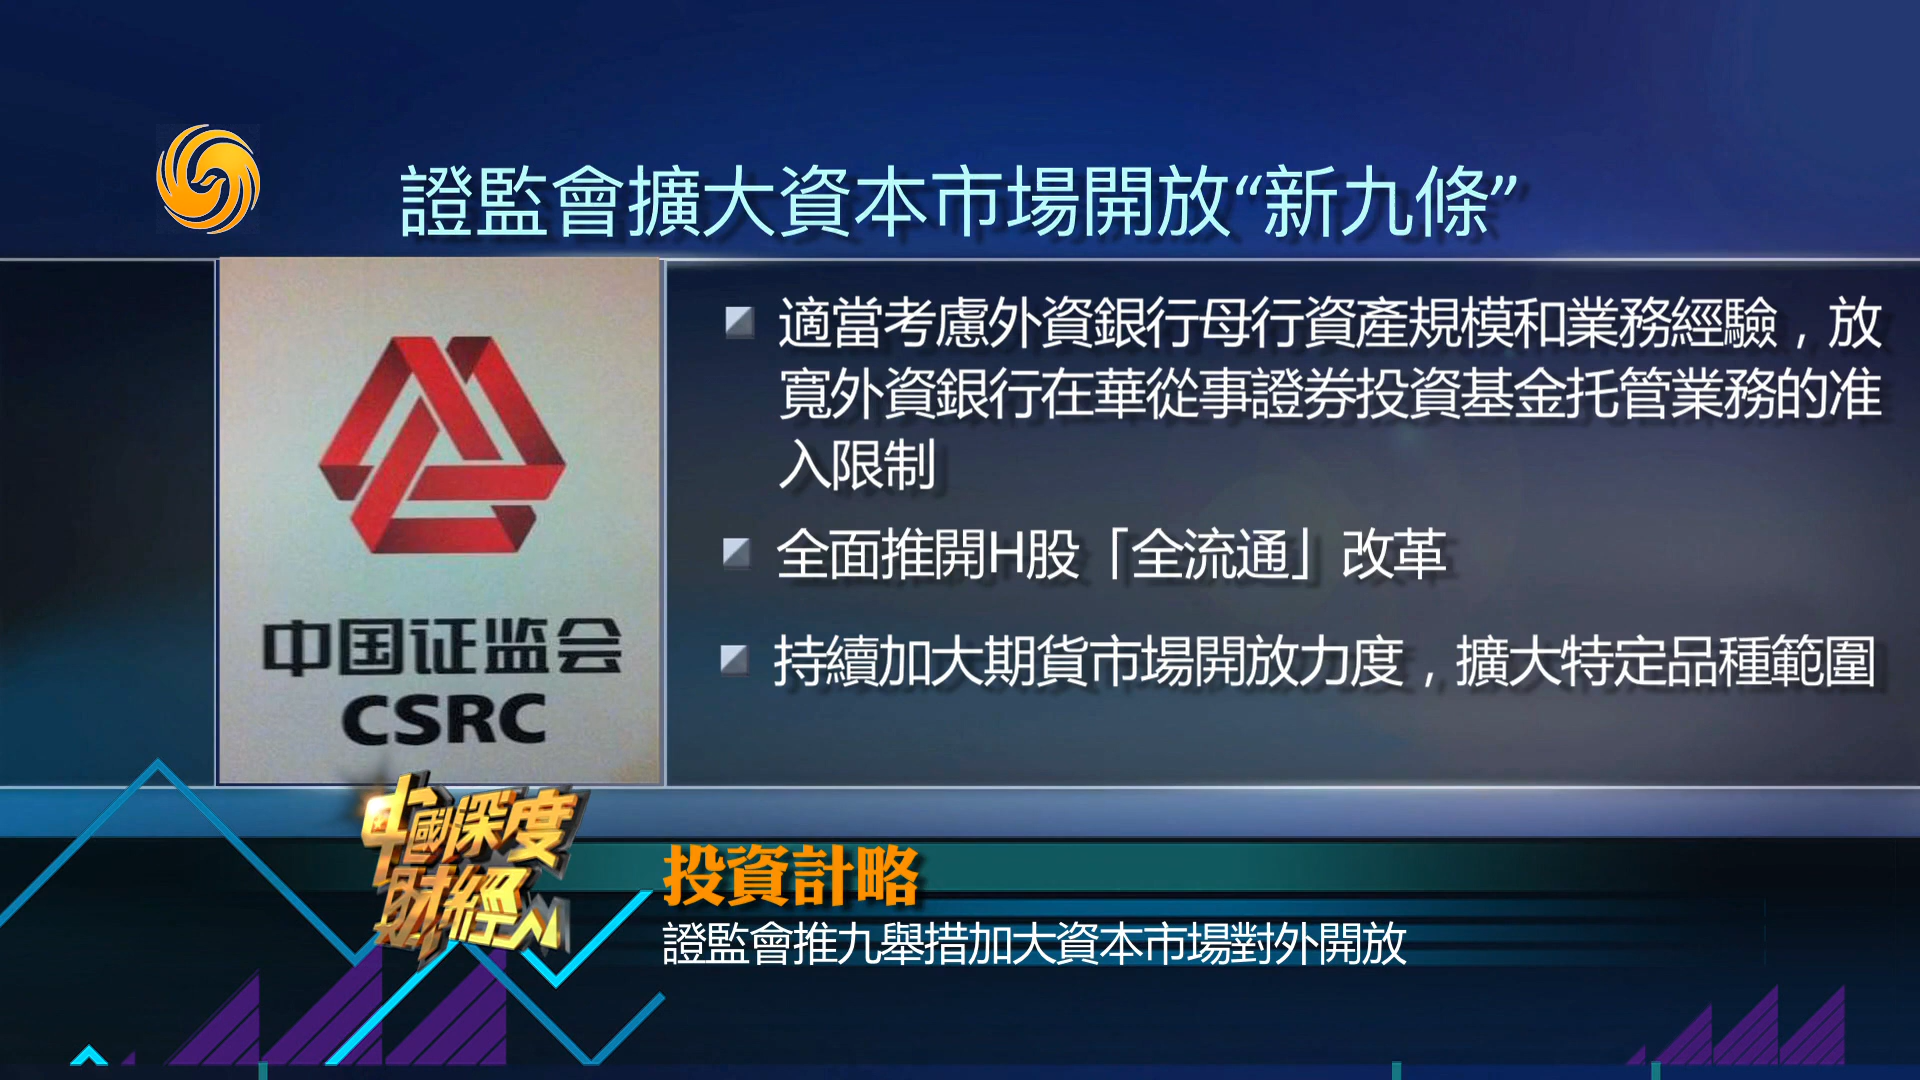 證監會擴大資本市場開放“新九條”
適當考慮外資銀行母行資產規模和業務經驗，放
寬外資銀行在華從事證券投資基金托管業務的准
入限制
全面推開H股「全流通」改革
持續加大期貨市場開放力度，擴大特定品種範圍
中国证监会
CSRC
中國深度
財經
投資計略
證監會推九舉措加大資本市場對外開放